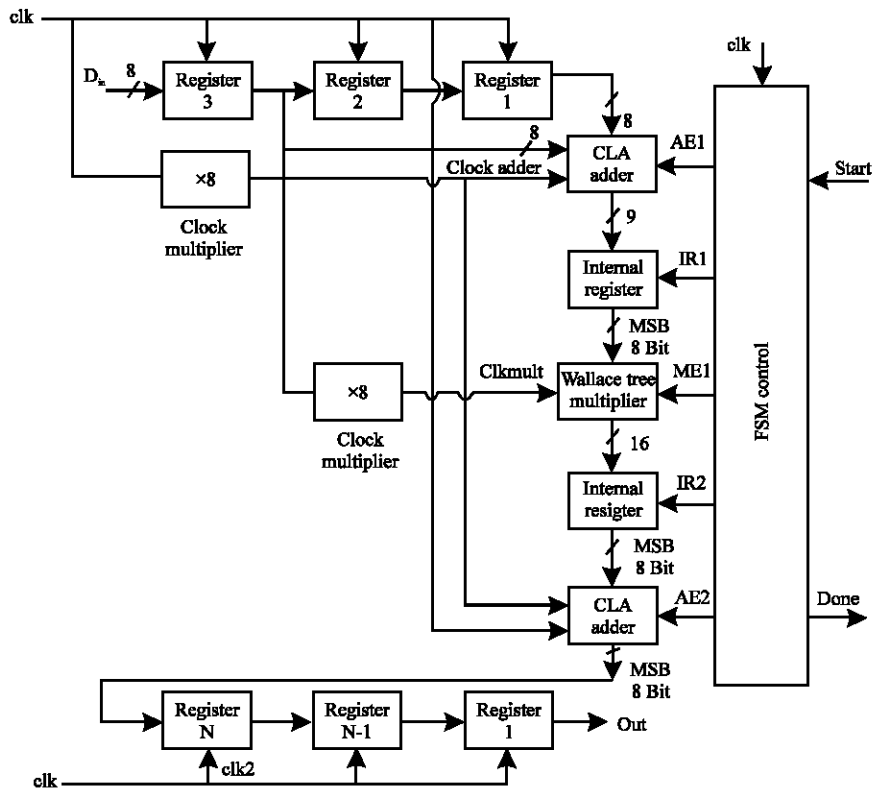 clk
D_in
8
Register
3
Register
2
Register
1
8
8
CLA
adder
AE1
clk
Start
×8
Clock adder
Clock
multiplier
9
Internal
register
IR1
MSB
8 Bit
×8
Clkmult
Wallace tree
multiplier
ME1
FSM control
Clock
multiplier
16
Internal
resigter
IR2
MSB
8 Bit
CLA
adder
AE2
Done
MSB
8 Bit
Register
N
Register
N-1
Register
1
Out
clk2
clk